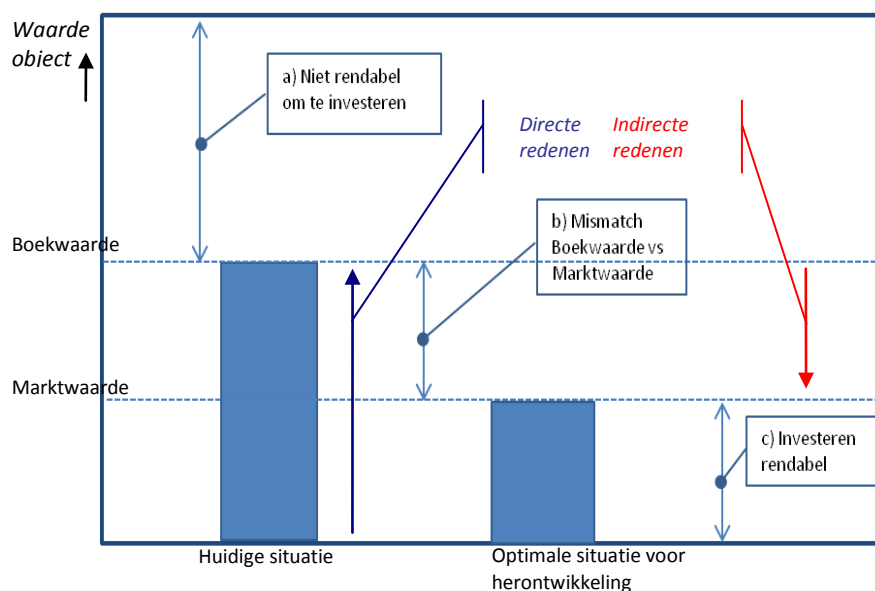 Waarde
object
a) Niet rendabel
om te investeren
Directe
redenen
Indirecte
redenen
Boekwaarde
b) Mismatch
Boekwaarde vs
Marktwaarde
Marktwaarde
c) Investeren
rendabel
Huidige situatie
Optimale situatie voor
herontwikkeling